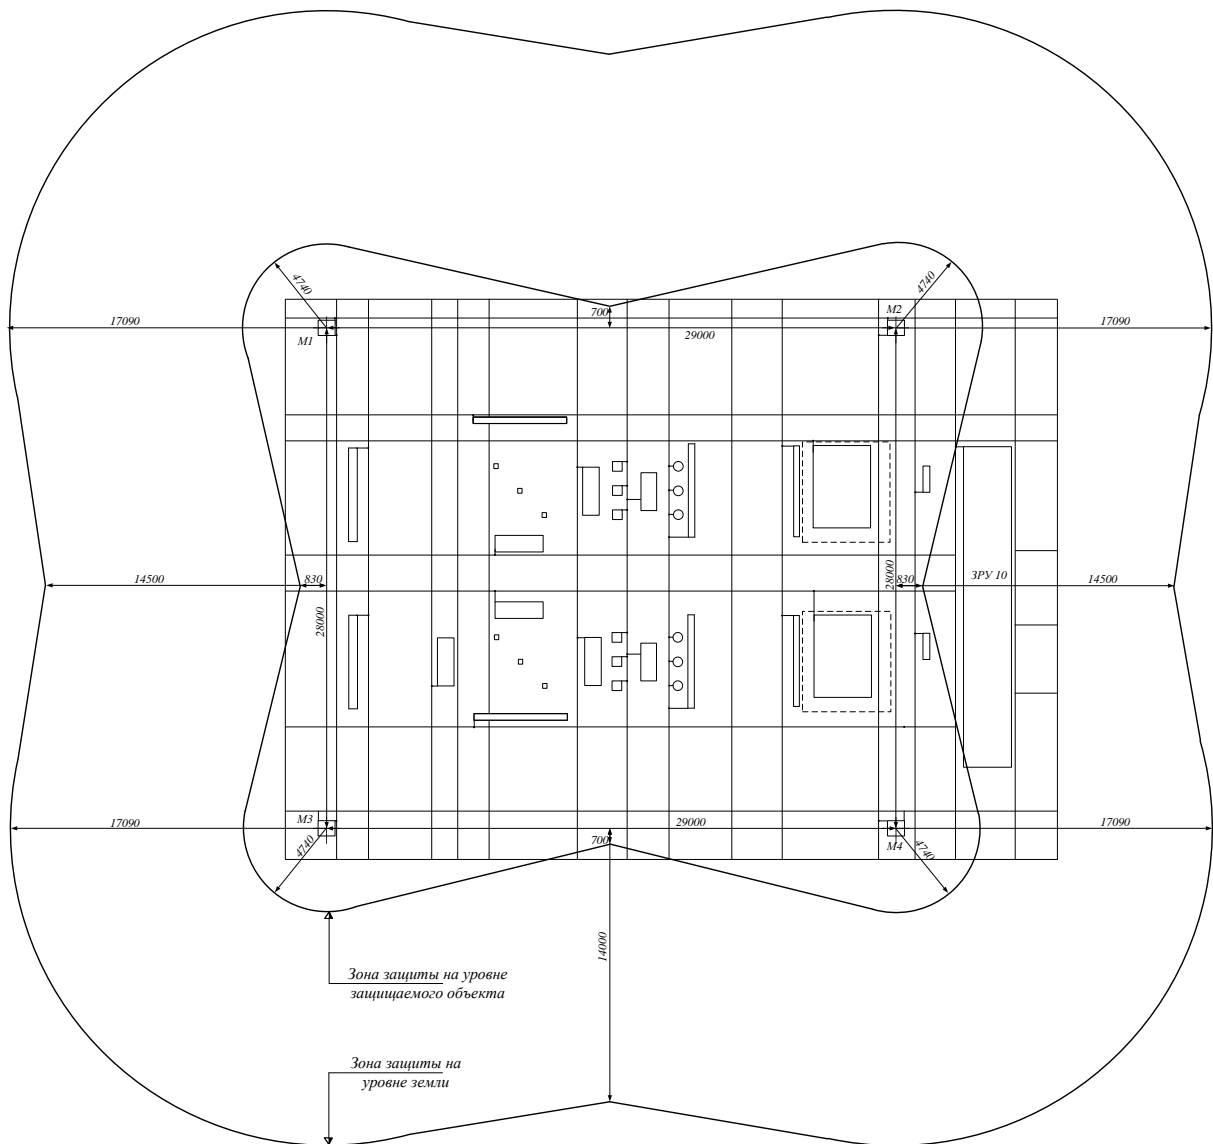 4740
4740
M2
700
17090
29000
17090
M1
14500
830
28000
28000
830
ЗРУ 10
14500
M3
17090
29000
17090
4740
700
M4
4740
14000
Зона защиты на уровне
защищаемого объекта
Зона защиты на
уровне земли